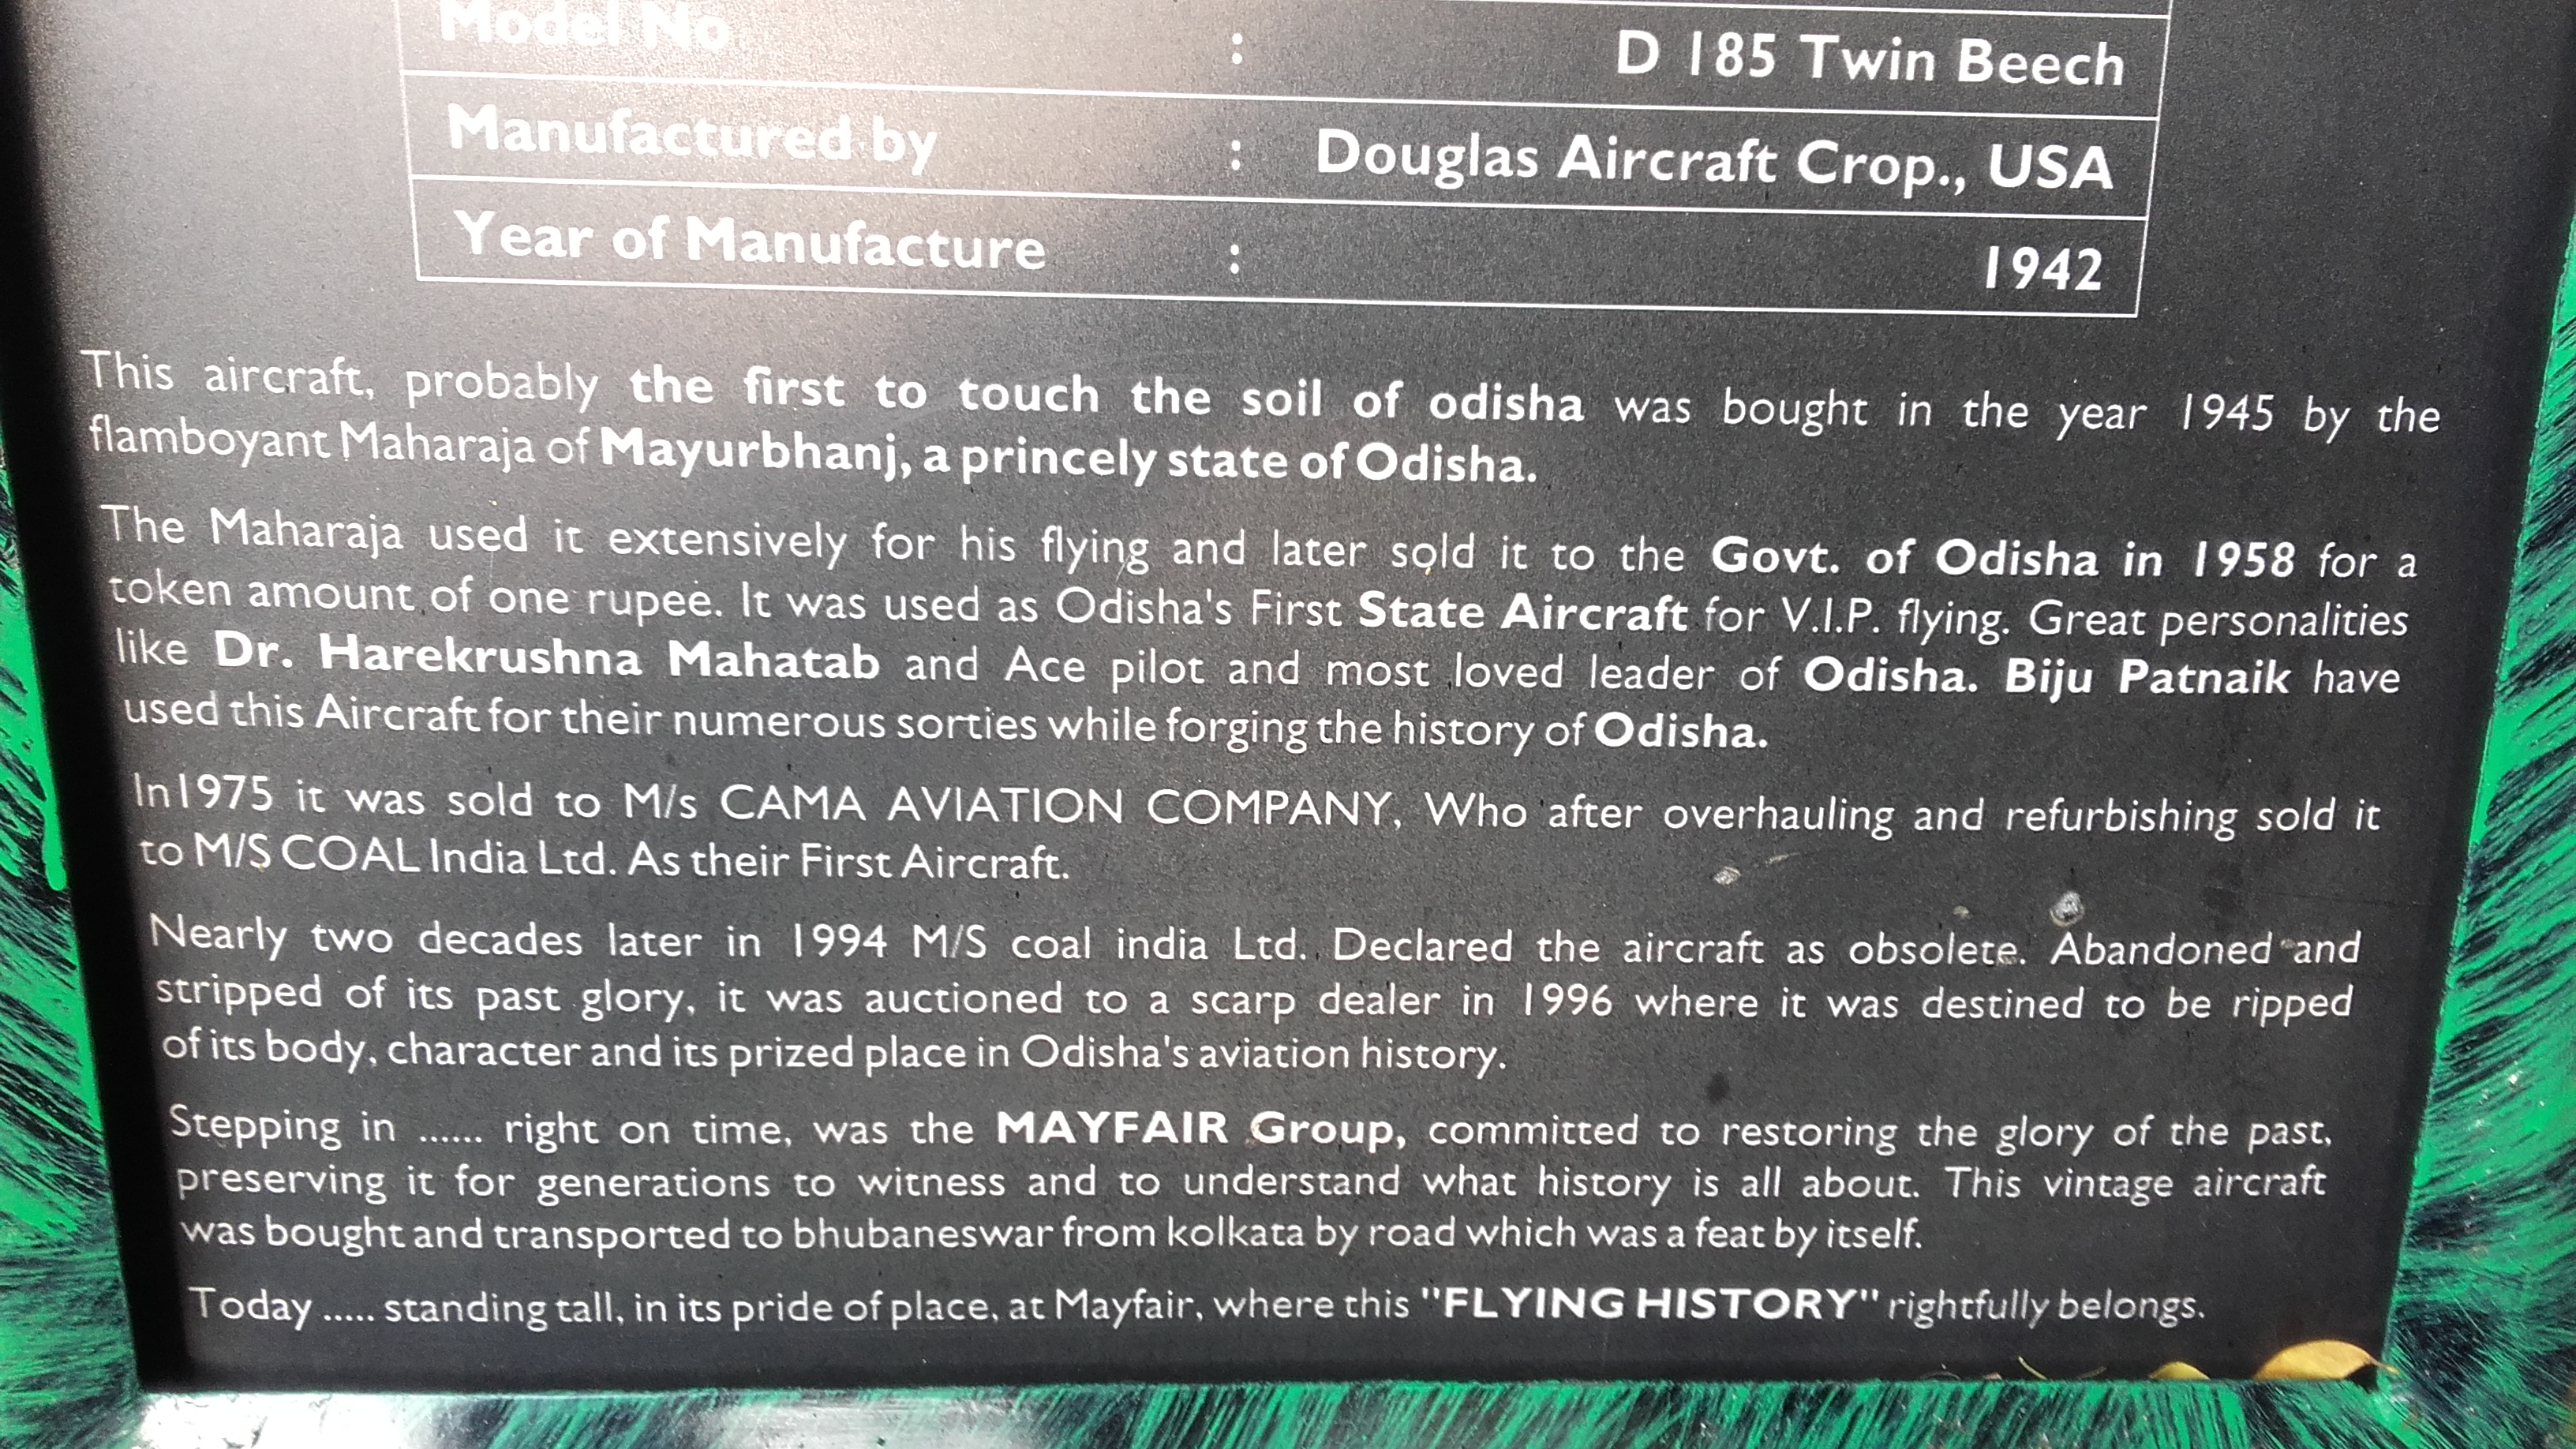 Model No : D 185 Twin Beech
Manufactured by : Douglas Aircraft Crop., USA
Year of Manufacture : 1942
This aircraft, probably the first to touch the soil of odisha was bought in the year 1945 by the
flamboyant Maharaja of Mayurbhanj, a princely state of Odisha.
The Maharaja used it extensively for his flying and later sold it to the Govt. of Odisha in 1958 for a
token amount of one rupee. It was used as Odisha's First State Aircraft for V.I.P. flying. Great personalities
like Dr. Harekrushna Mahatab and Ace pilot and most loved leader of Odisha. Biju Patnaik have
used this Aircraft for their numerous sorties while forging the history of Odisha.
In1975 it was sold to M/s CAMA AVIATION COMPANY, Who after overhauling and refurbishing sold it
to M/S COAL India Ltd. As their First Aircraft.
Nearly two decades later in 1994 M/S coal india Ltd. Declared the aircraft as obsolete. Abandoned and
stripped of its past glory, it was auctioned to a scarp dealer in 1996 where it was destined to be ripped
of its body, character and its prized place in Odisha's aviation history.
Stepping in ...... right on time, was the MAYFAIR Group, committed to restoring the glory of the past,
preserving it for generations to witness and to understand what history is all about. This vintage aircraft
was bought and transported to bhubaneswar from kolkata by road which was a feat by itself.
Today ..... standing tall, in its pride of place, at Mayfair, where this "FLYING HISTORY" rightfully belongs.